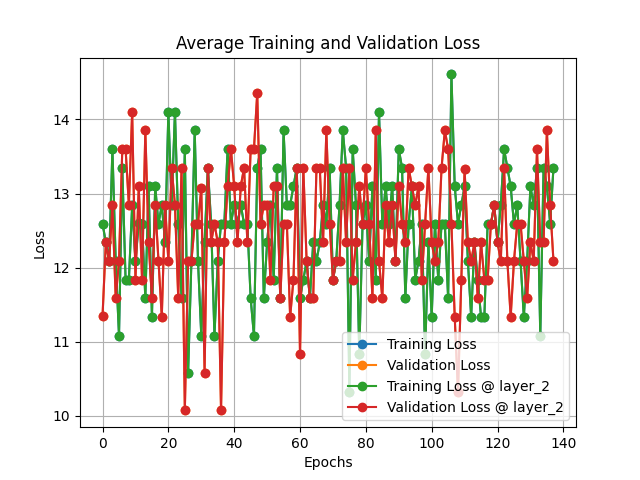 Average Training and Validation Loss
Loss
14
13
12
11
10
0 20 40 60 80 100 120 140
Epochs
Training Loss
Validation Loss
Training Loss @ layer_2
Validation Loss @ layer_2